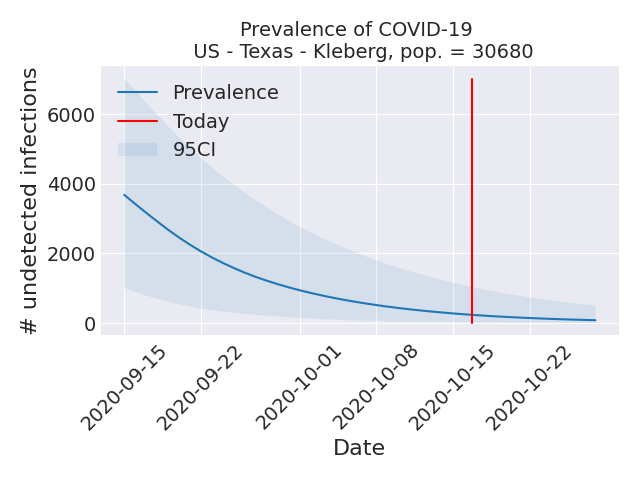 Prevalence of COVID-19
US - Texas - Kleberg, pop. = 30680
# undetected infections
6000
4000
2000
0
Prevalence
Today
95CI
2020-09-15
2020-09-22
2020-10-01
2020-10-08
2020-10-15
2020-10-22
Date